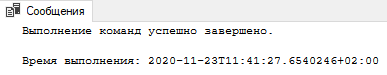 Сообщения
Выполнение команд успешно завершено.
Время выполнения: 2020-11-23T11:41:27.6540246+02:00